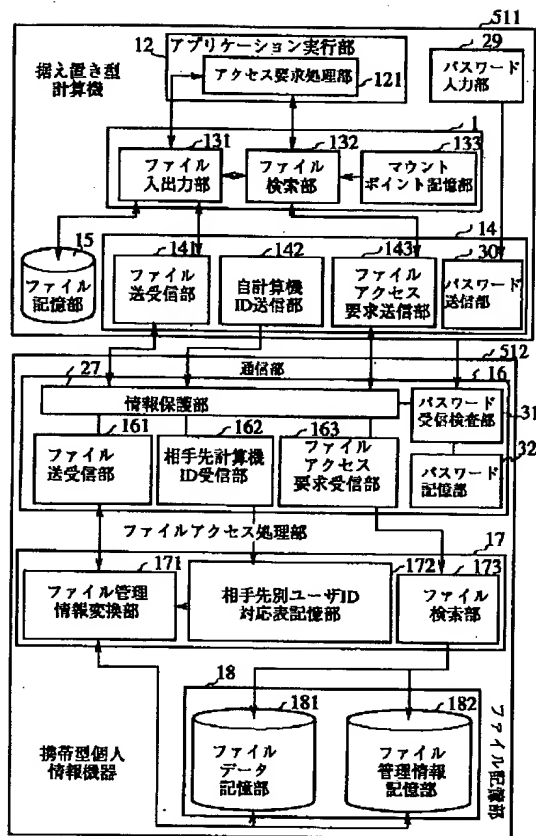 511
12
アプリケーション実行部
29
据え置き型
計算機
アクセス要求処理部
121
パスワード
入力部
1
131
132
133
ファイル
入出力部
ファイル
検索部
マウント
ポイント記憶部
15
ファイル
記憶部
14
141
142
143
30
ファイル
送受信部
自計算機
ID送信部
ファイル
アクセス
要求送信部
パスワード
送信部
512
通信部
27
16
情報保護部
パスワード
受信検査部
31
161
162
163
ファイル
送受信部
相手先計算機
ID受信部
ファイル
アクセス
要求受信部
パスワード
記憶部
32
ファイルアクセス処理部
17
171
172
173
ファイル管理
情報変換部
相手先別ユーザID
対応表記憶部
ファイル
検索部
18
181
182
ファイル
データ
記憶部
ファイル
管理情報
記憶部
携帯型個人
情報機器
ファイル記憶部